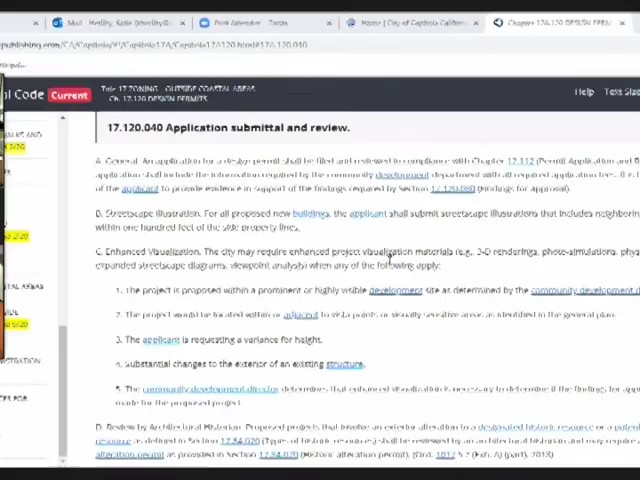 Mail - Herlihy, Katie (kherlihy@
Post Attendee - Zoom
Home | City of Capitola Californi
Chapter 17.120 DESIGN PERM
publishing.com/CA/Capitola/#!/Capitola17A/Capitola17A120.html#17.120.040
al Code Current
Title 17 ZONING - OUTSIDE COASTAL AREAS
Ch. 17.120 DESIGN PERMITS
Help Text Size
17.120.040 Application submittal and review.
A. General. An application for a design permit shall be filed and reviewed in compliance with Chapter 17.112 (Permit Application and R
application shall include the information required by the community development department with all required application fees. It is
of the applicant to provide evidence in support of the findings required by Section 17.120.080 (Findings for approval).
B. Streetscape Illustration. For all proposed new buildings, the applicant shall submit streetscape illustrations that includes neighborin
within one hundred feet of the side property lines.
C. Enhanced Visualization. The city may require enhanced project visualization materials (e.g., 3-D renderings, photo-simulations, phys
expanded streetscape diagrams, viewpoint analysis) when any of the following apply:
1. The project is proposed within a prominent or highly visible development site as determined by the community development d
2. The project would be located within or adjacent to vista points or visually sensitive areas as identified in the general plan.
3. The applicant is requesting a variance for height.
4. Substantial changes to the exterior of an existing structure.
5. The community development director determines that enhanced visualization is necessary to determine if the findings for appr
made for the proposed project.
D. Review by Architectural Historian. Proposed projects that involve an exterior alteration to a designated historic resource or a potent
resource as defined in Section 17.84.020 (Types of historic resources) shall be reviewed by an architectural historian and may require
alteration permit as provided in Section 17.84.070 (Historic alteration permit). (Ord. 1017 § 2 (Exh. A) (part), 2018)